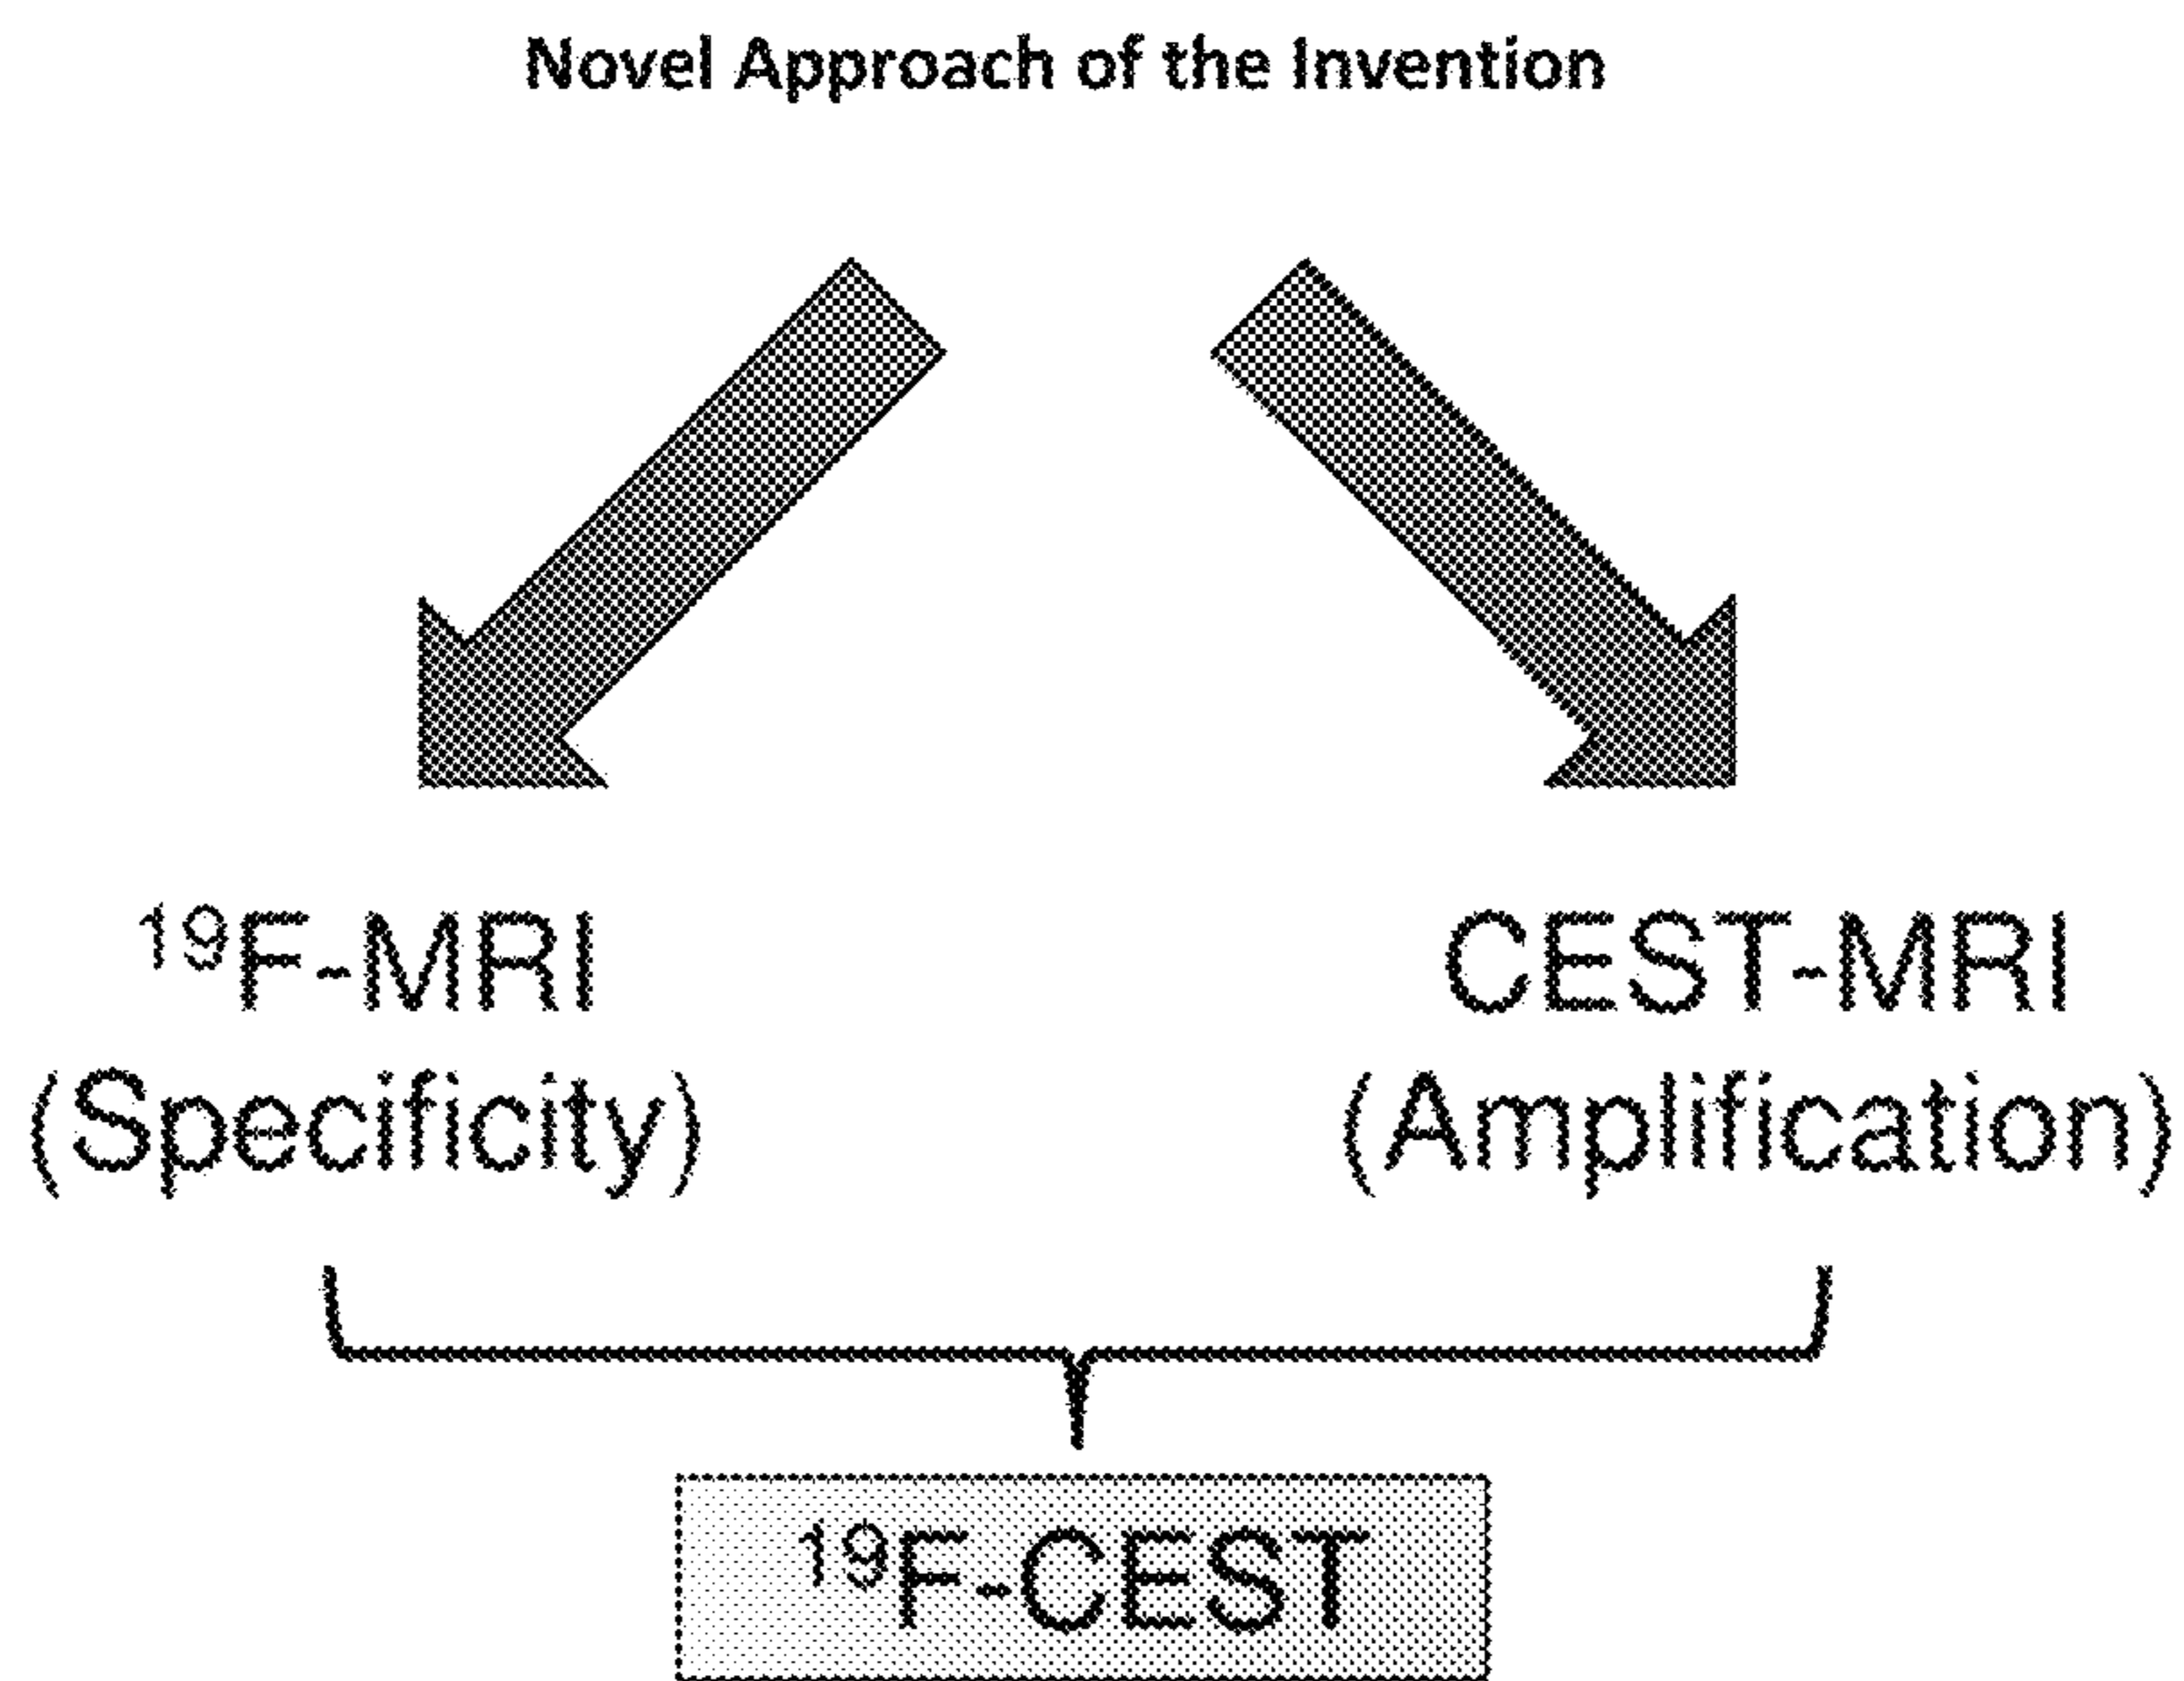 Novel Approach of the Invention
¹⁹F-MRI
(Specificity)
CEST-MRI
(Amplification)
¹⁹F-CEST